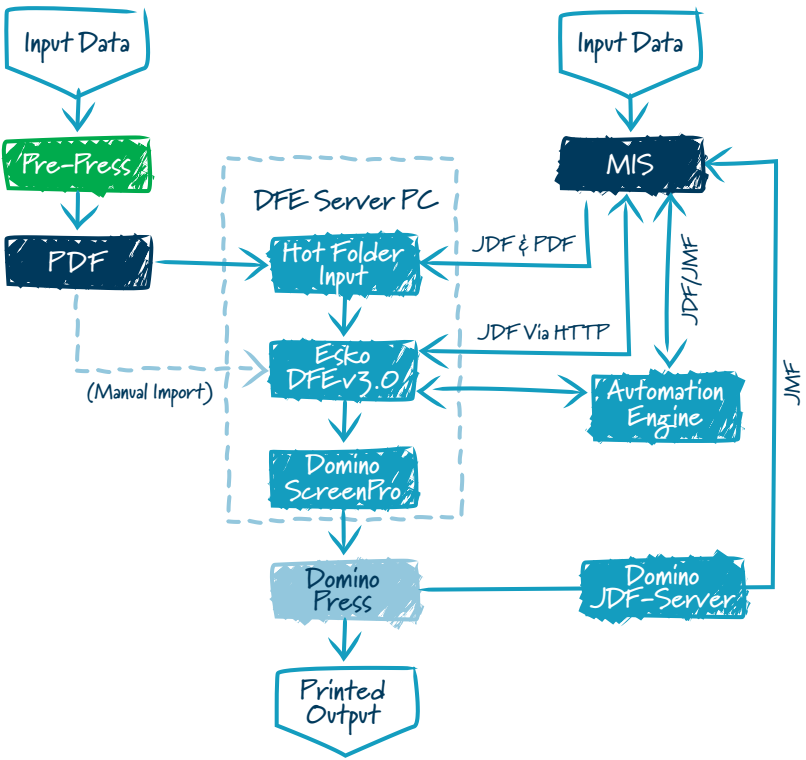 Input Data
Input Data
Pre-Press
MIS
DFE Server PC
PDF
Hot Folder
Input
JDF & PDF
JDF/JMF
JDF Via HTTP
Esko
DFEv3.0
(Manual Import)
Automation
Engine
JMF
Domino
ScreenPro
Domino
Press
Domino
JDF-Server
Printed
Output